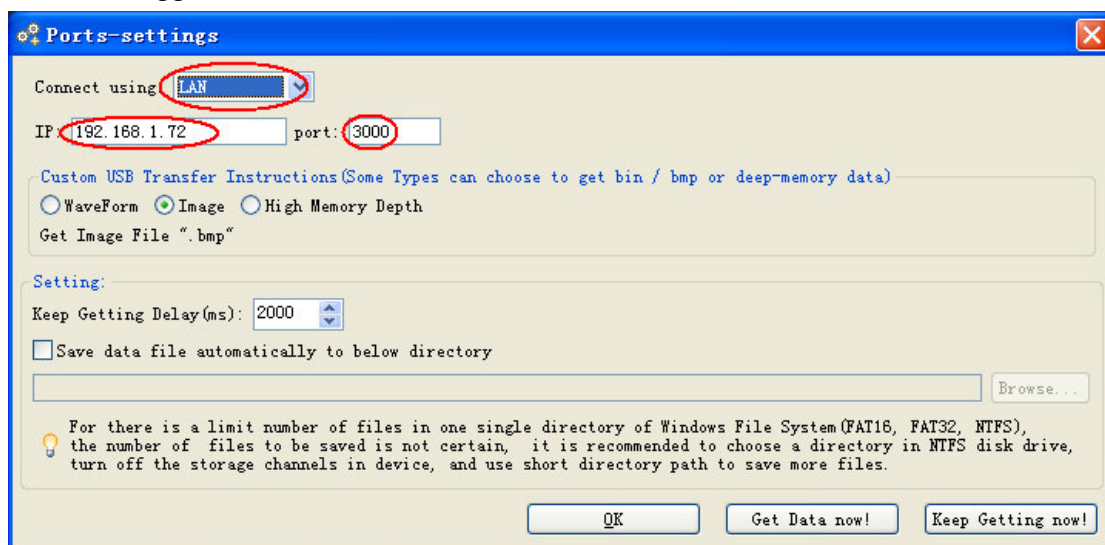 Ports-settings
Connect using LAN
IP: 192.168.1.72 port: 3000
Custom USB Transfer Instructions(Some Types can choose to get bin / bmp or deep-memory data)
WaveForm Image High Memory Depth
Get Image File ".bmp"
Setting:
Keep Getting Delay(ms): 2000
Save data file automatically to below directory
Browse...
For there is a limit number of files in one single directory of Windows File System(FAT16, FAT32, NTFS),
the number of files to be saved is not certain, it is recommended to choose a directory in NTFS disk drive,
turn off the storage channels in device, and use short directory path to save more files.
OK Get Data now! Keep Getting now!